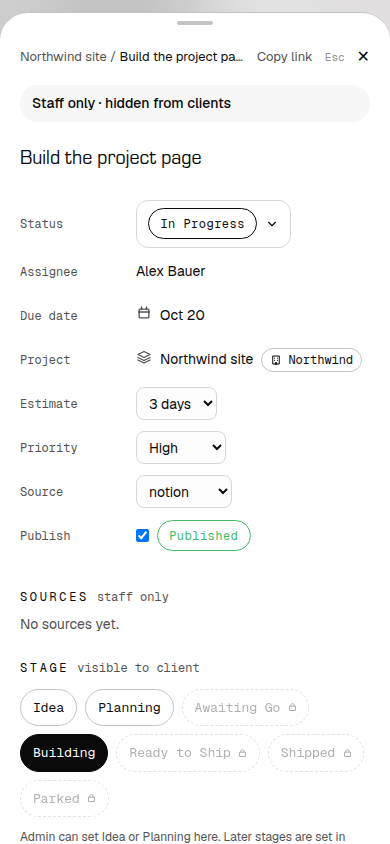 Northwind site / Build the project pa... Copy link Esc ✕
Staff only · hidden from clients
Build the project page
Status In Progress
Assignee Alex Bauer
Due date Oct 20
Project Northwind site Northwind
Estimate 3 days
Priority High
Source notion
Publish Published
SOURCES staff only
No sources yet.
STAGE visible to client
Idea Planning Awaiting Go
Building Ready to Ship Shipped
Parked
Admin can set Idea or Planning here. Later stages are set in